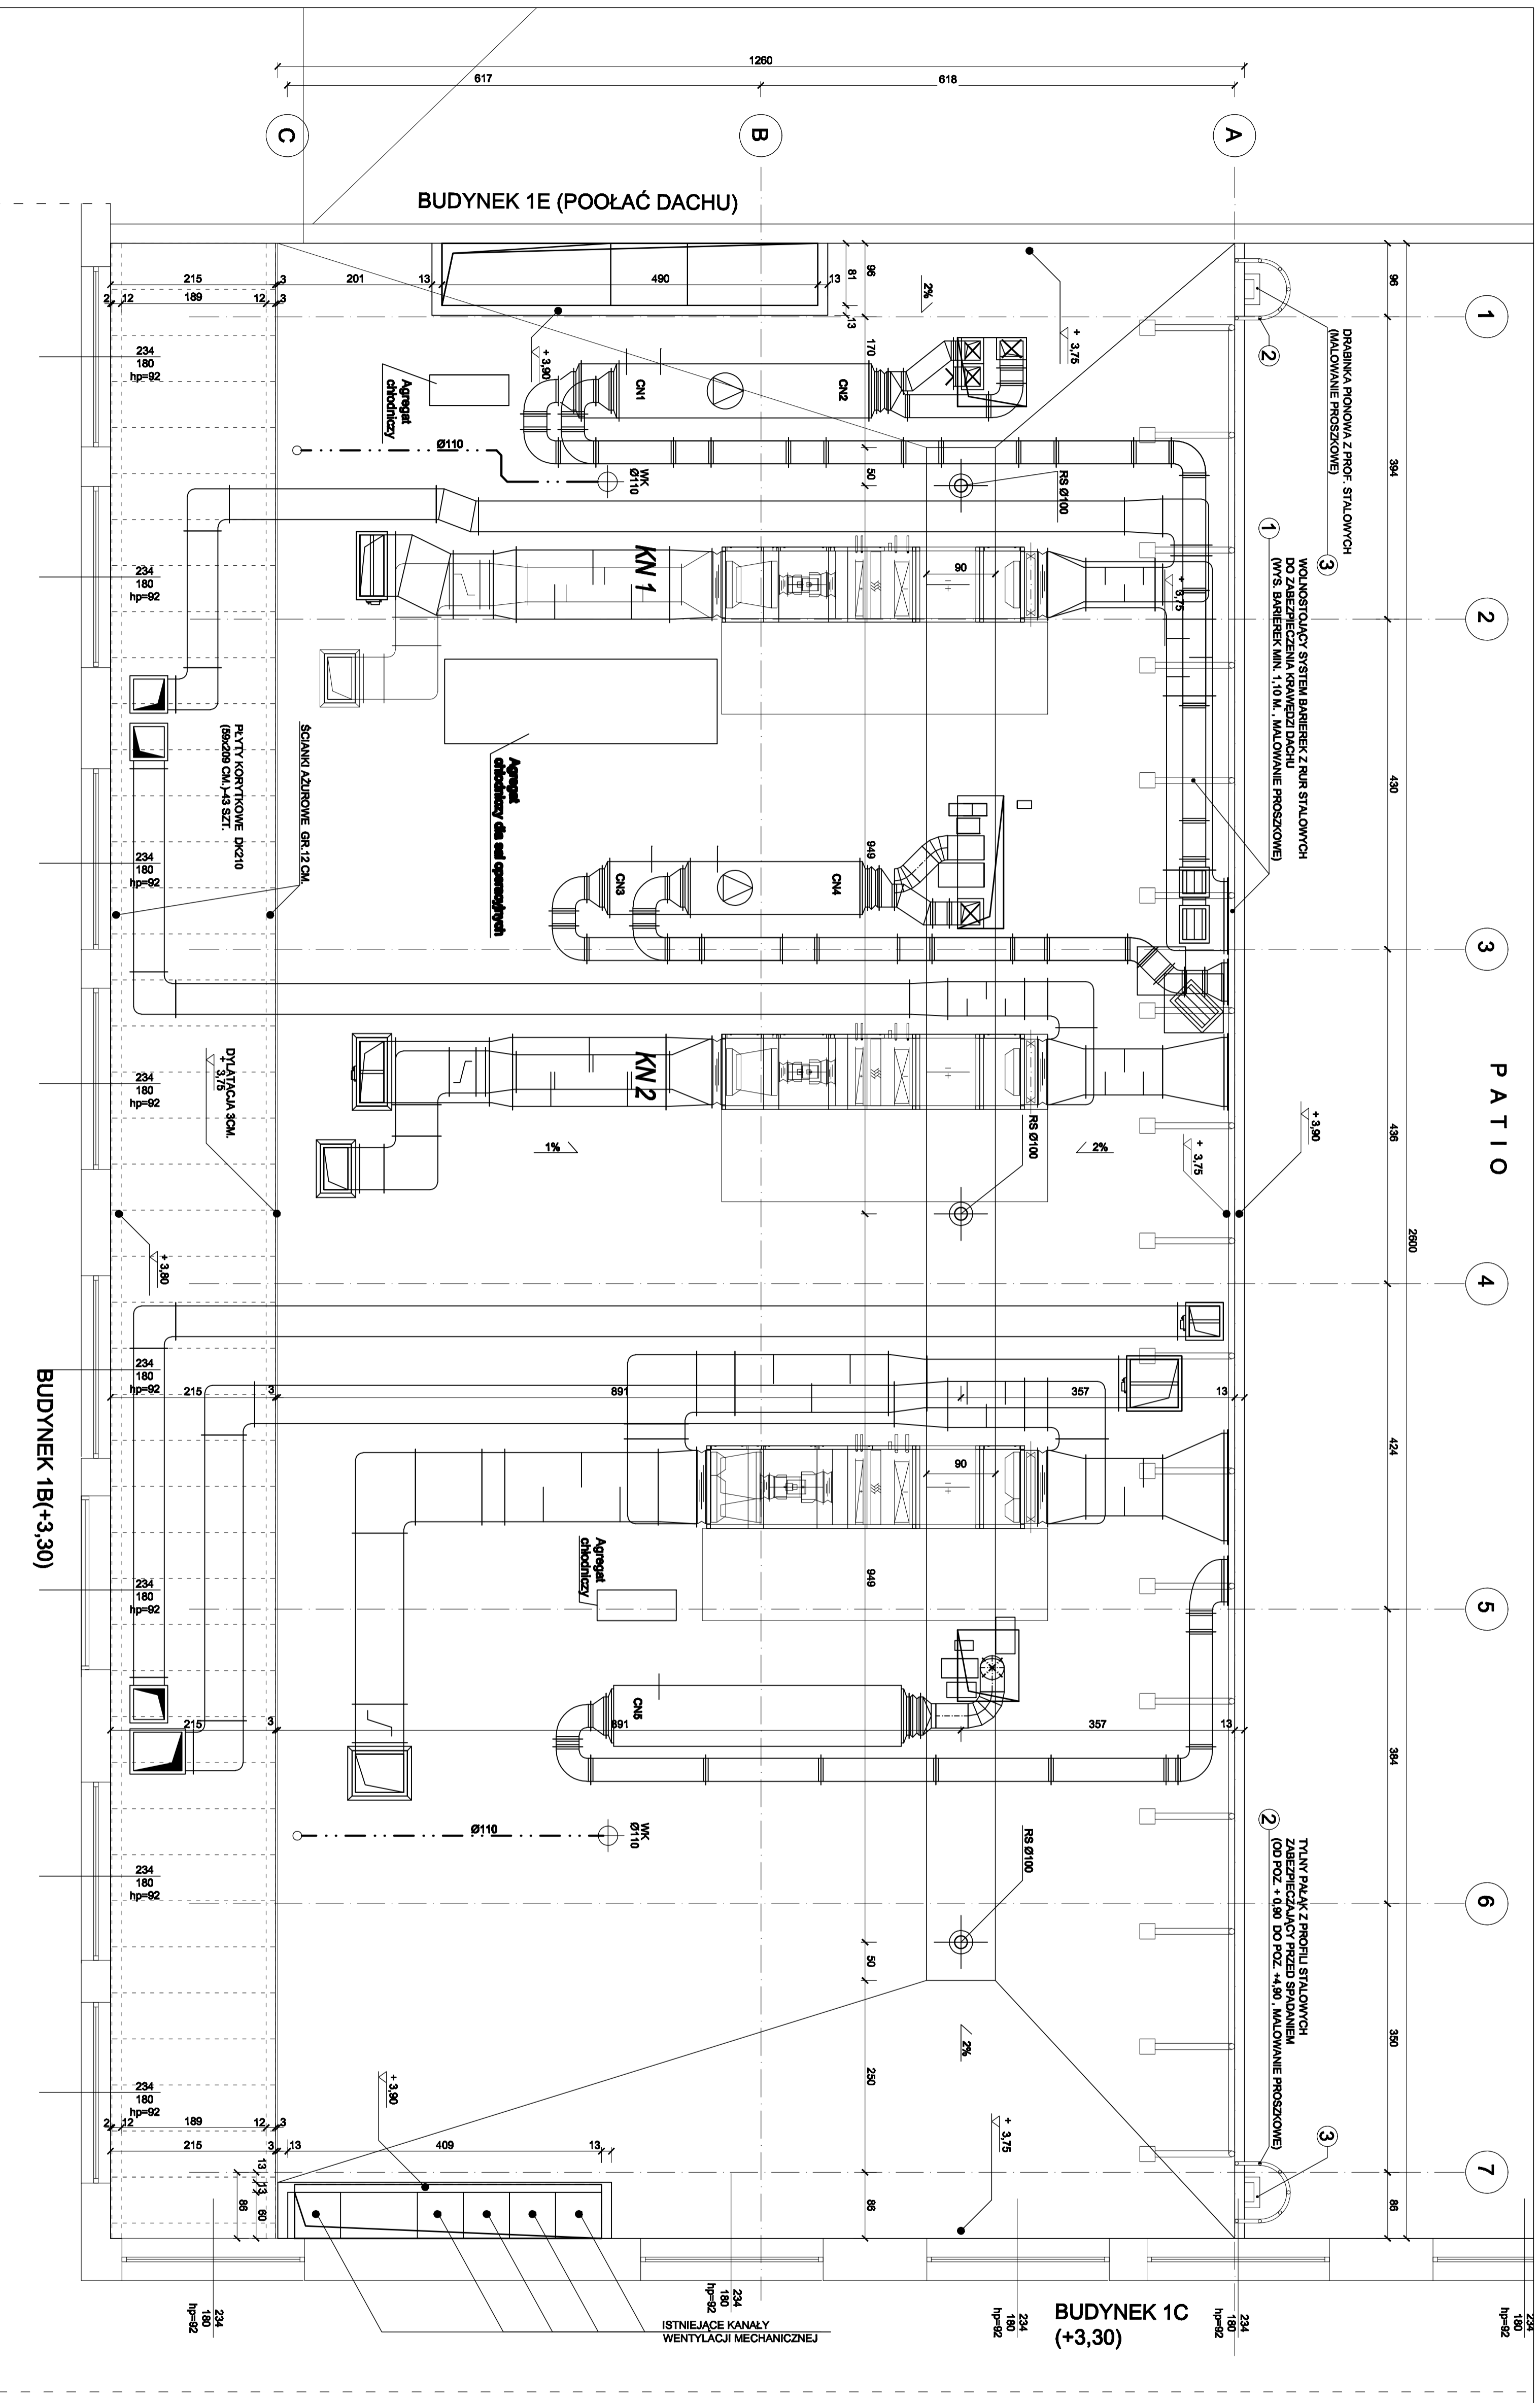 1260
617
618
C
B
A
BUDYNEK 1E (POOŁAĆ DACHU)
DRABINKA PIONOWA Z PROF. STALOWYCH
(MALOWANIE PROSZKOWE)
3
2
1
WOLNOSTOJĄCY SYSTEM BARIEREK Z RUR STALOWYCH
DO ZABEZPIECZENIA KRAWĘDZI DACHU
(WYS. BARIEREK MIN. 1,10 M. , MALOWANIE PROSZKOWE)
1
2
3
4
5
6
7
P A T I O
2600
96
394
430
436
424
384
350
86
96
81
13
170
50
949
949
50
250
86
215
3
201
13
490
13
2
12
189
12
3
2%
+ 3,75
+ 3,90
CN1
CN2
Agregat
chłodniczy
Ø110
WK
Ø110
RS Ø100
KN 1
90
+ 3,75
Agregat
chłodniczy dla sal operacyjnych
ŚCIANKI AŻUROWE GR.12 CM.
PŁYTY KORYTKOWE DK210
(59x209 CM.)-43 SZT.
CN3
CN4
KN 2
RS Ø100
1%
2%
+ 3,75
+ 3,90
DYLATACJA 3CM.
+ 3,75
+ 3,80
BUDYNEK 1B(+3,30)
234
180
hp=92
234
180
hp=92
234
180
hp=92
234
180
hp=92
234
180
hp=92
234
180
hp=92
234
180
hp=92
234
180
hp=92
215
3
891
357
13
90
Agregat
chłodniczy
CN5
215
3
891
357
13
Ø110
WK
Ø110
RS Ø100
2
TYLNY PAŁĄK Z PROFILI STALOWYCH
ZABEZPIECZAJĄCY PRZED SPADANIEM
(OD POZ. + 0,90 DO POZ. +4,90 , MALOWANIE PROSZKOWE)
3
2%
+ 3,90
+ 3,75
2
12
189
12
3
215
3
13
409
13
13
13
60
86
234
180
hp=92
234
180
hp=92
234
180
hp=92
234
180
hp=92
234
180
hp=92
ISTNIEJĄCE KANAŁY
WENTYLACJI MECHANICZNEJ
BUDYNEK 1C
(+3,30)